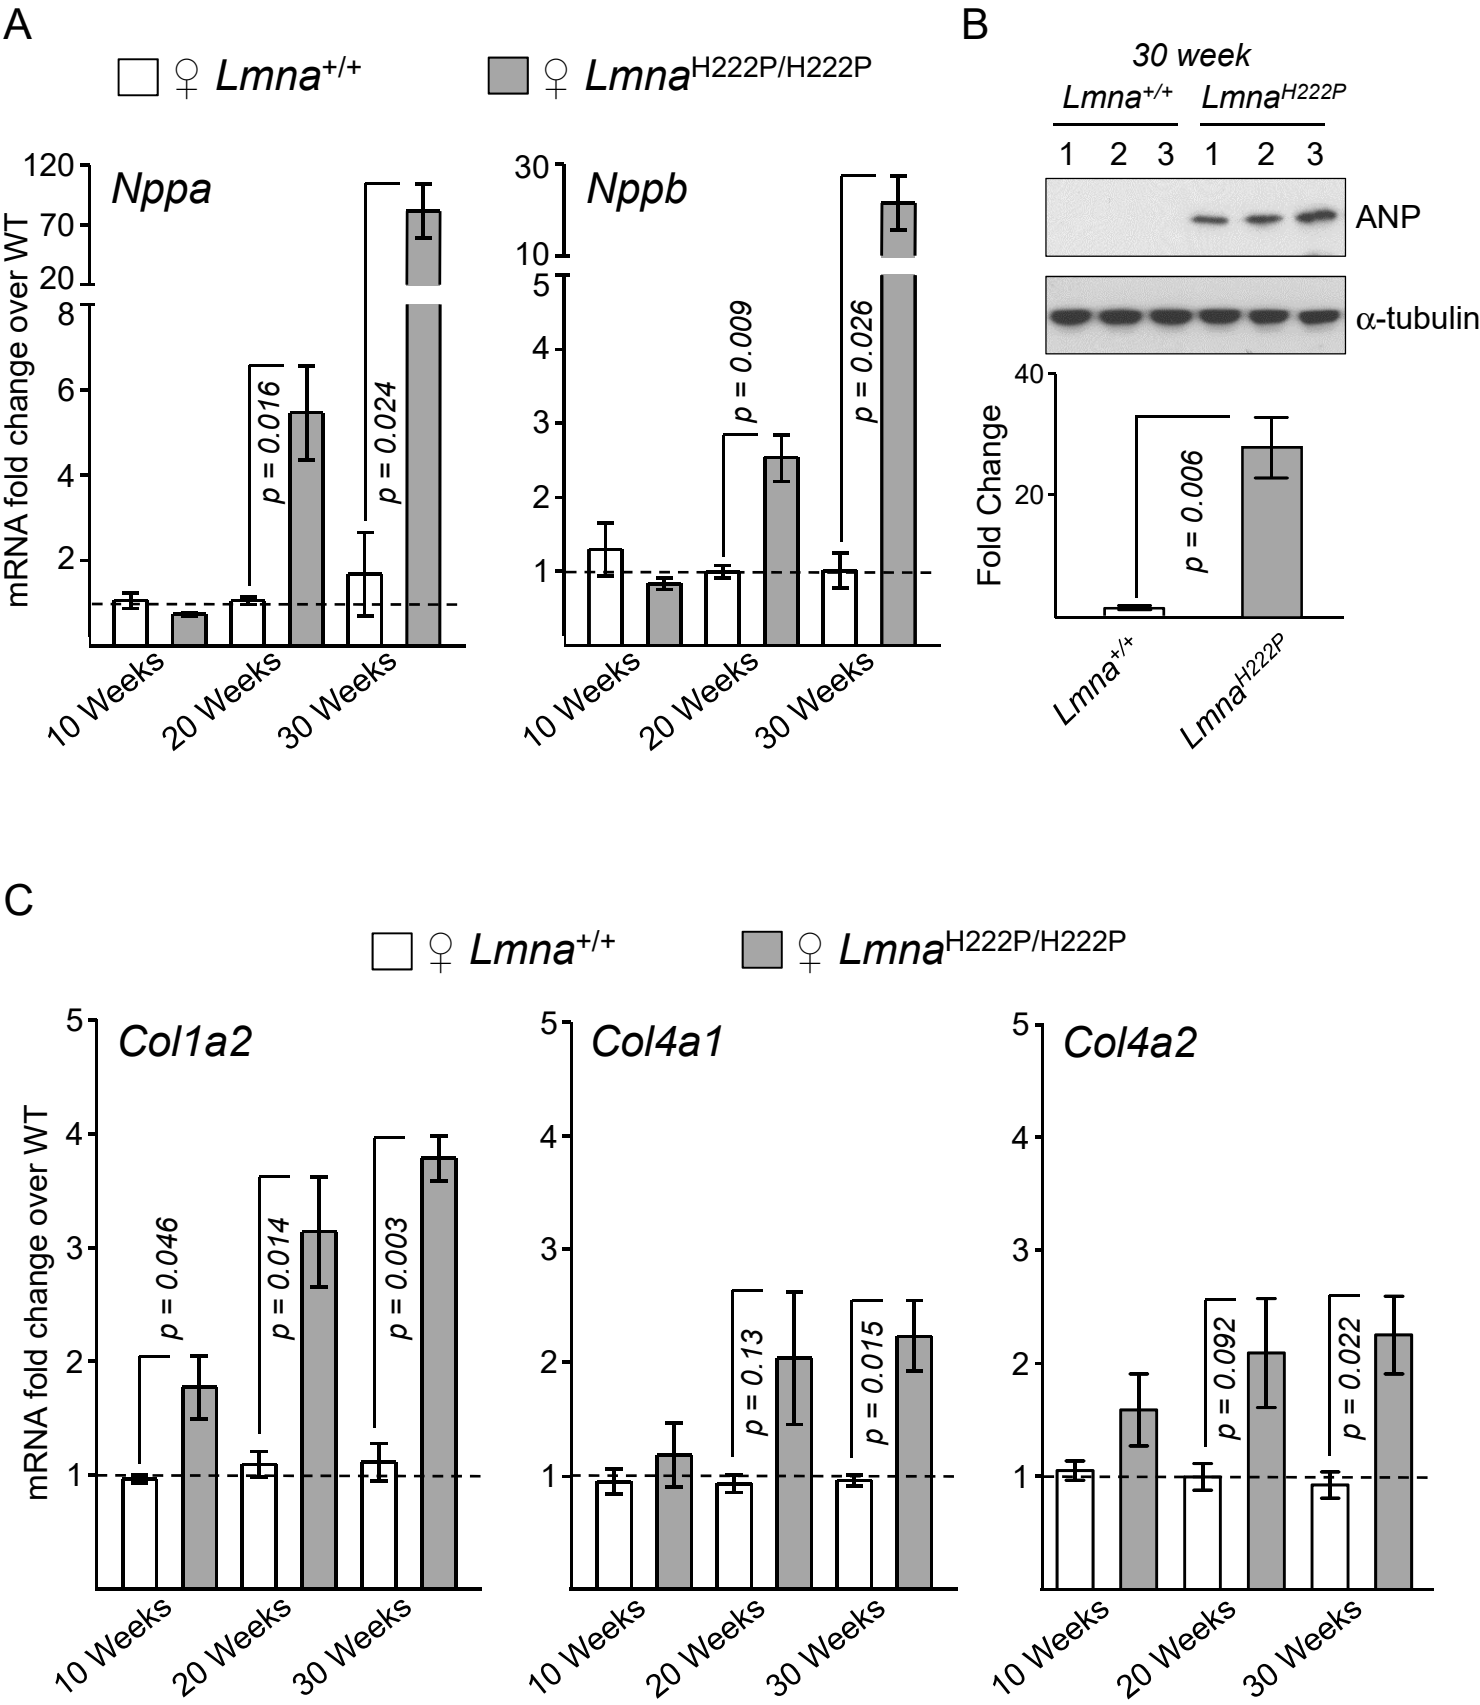 A
♀ Lmna+/+
♀ LmnaH222P/H222P
mRNA fold change over WT
Nppa
120
70
20
8
6
4
2
p = 0.016
p = 0.024
10 Weeks
20 Weeks
30 Weeks
Nppb
30
10
5
4
3
2
1
p = 0.009
p = 0.026
10 Weeks
20 Weeks
30 Weeks
B
30 week
Lmna+/+ LmnaH222P
1 2 3 1 2 3
ANP
α-tubulin
Fold Change
40
20
p = 0.006
Lmna+/+
LmnaH222P
C
♀ Lmna+/+
♀ LmnaH222P/H222P
mRNA fold change over WT
Col1a2
5
4
3
2
1
p = 0.046
p = 0.014
p = 0.003
10 Weeks
20 Weeks
30 Weeks
Col4a1
5
4
3
2
1
p = 0.13
p = 0.015
10 Weeks
20 Weeks
30 Weeks
Col4a2
5
4
3
2
1
p = 0.092
p = 0.022
10 Weeks
20 Weeks
30 Weeks